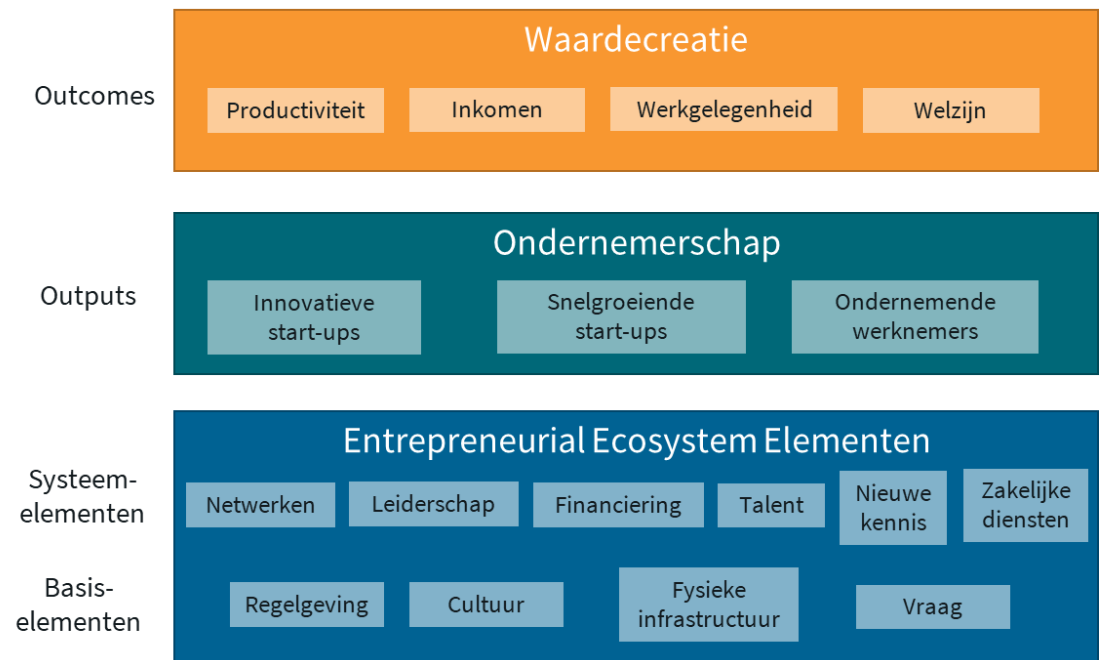 Waardecreatie
Outcomes
Productiviteit
Inkomen
Werkgelegenheid
Welzijn
Ondernemerschap
Outputs
Innovatieve
start-ups
Snelgroeiende
start-ups
Ondernemende
werknemers
Entrepreneurial Ecosystem Elementen
Systeem-
elementen
Netwerken
Leiderschap
Financiering
Talent
Nieuwe
kennis
Zakelijke
diensten
Basis-
elementen
Regelgeving
Cultuur
Fysieke
infrastructuur
Vraag